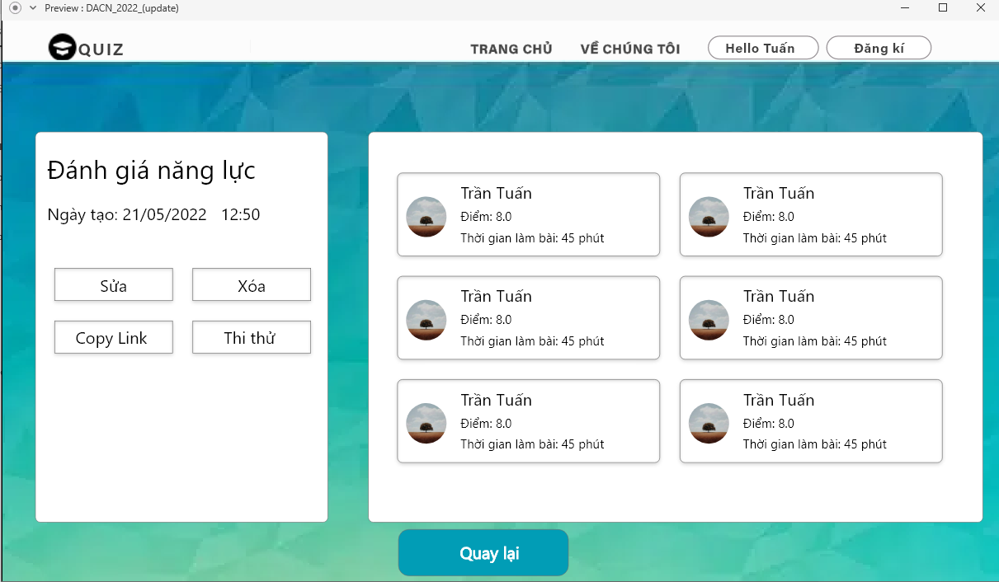 Preview : DACN_2022_(update)
QUIZ
TRANG CHỦ
VỀ CHÚNG TÔI
Hello Tuấn
Đăng kí
Đánh giá năng lực
Ngày tạo: 21/05/2022 12:50
Sửa
Xóa
Copy Link
Thi thử
Trần Tuấn
Điểm: 8.0
Thời gian làm bài: 45 phút
Trần Tuấn
Điểm: 8.0
Thời gian làm bài: 45 phút
Trần Tuấn
Điểm: 8.0
Thời gian làm bài: 45 phút
Trần Tuấn
Điểm: 8.0
Thời gian làm bài: 45 phút
Trần Tuấn
Điểm: 8.0
Thời gian làm bài: 45 phút
Trần Tuấn
Điểm: 8.0
Thời gian làm bài: 45 phút
Quay lại